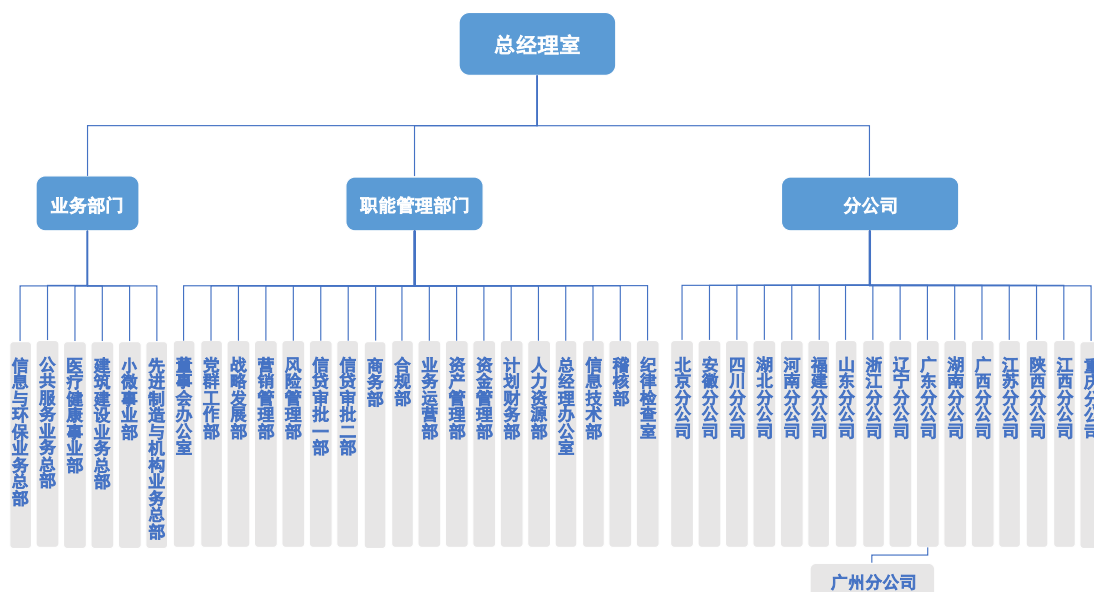 总经理室
业务部门
职能管理部门
分公司
信息与环保业务总部
公共服务业务总部
医疗健康事业部
建筑建设业务总部
小微事业部
先进制造与机构业务总部
董事会办公室
党群工作部
战略发展部
营销管理部
风险管理部
信贷审批一部
信贷审批二部
商务部
合规部
业务运营部
资产管理部
资金管理部
计划财务部
人力资源部
总经理办公室
信息技术部
稽核部
纪律检查室
北京分公司
安徽分公司
四川分公司
湖北分公司
河南分公司
福建分公司
山东分公司
浙江分公司
辽宁分公司
广东分公司
湖南分公司
广西分公司
江苏分公司
陕西分公司
江西分公司
重庆分公司
广州分公司